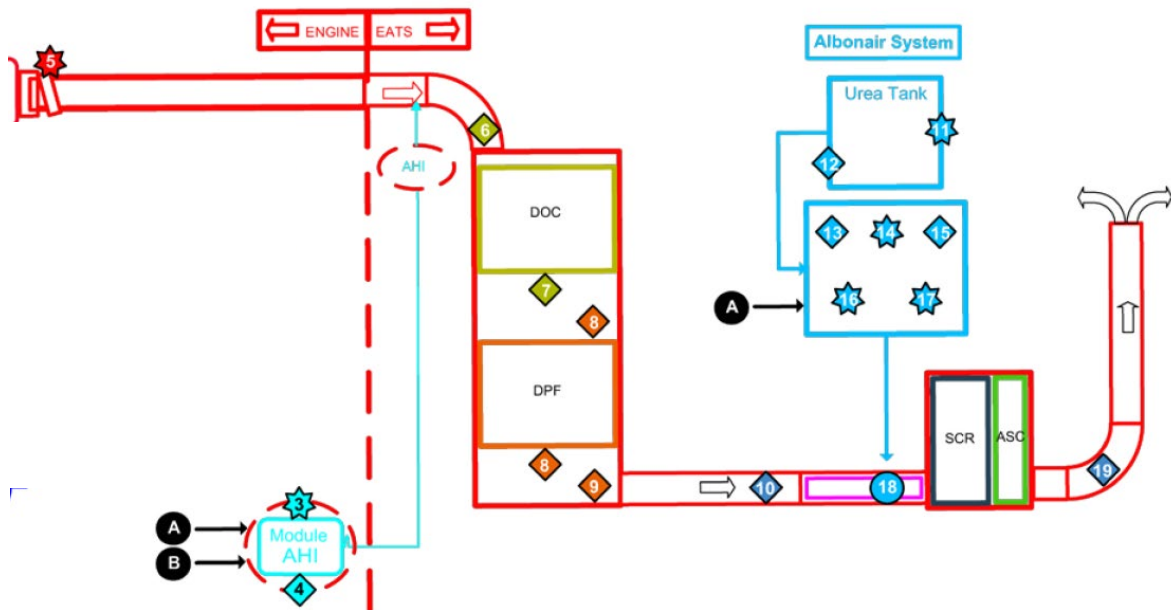 ENGINE EATS
Albonair System
5
Urea Tank
11
6
12
AHI
DOC
13 14 15
7
16 17
A
8
DPF
SCR ASC
8
9
10
18
19
3
A
Module
AHI
B
4